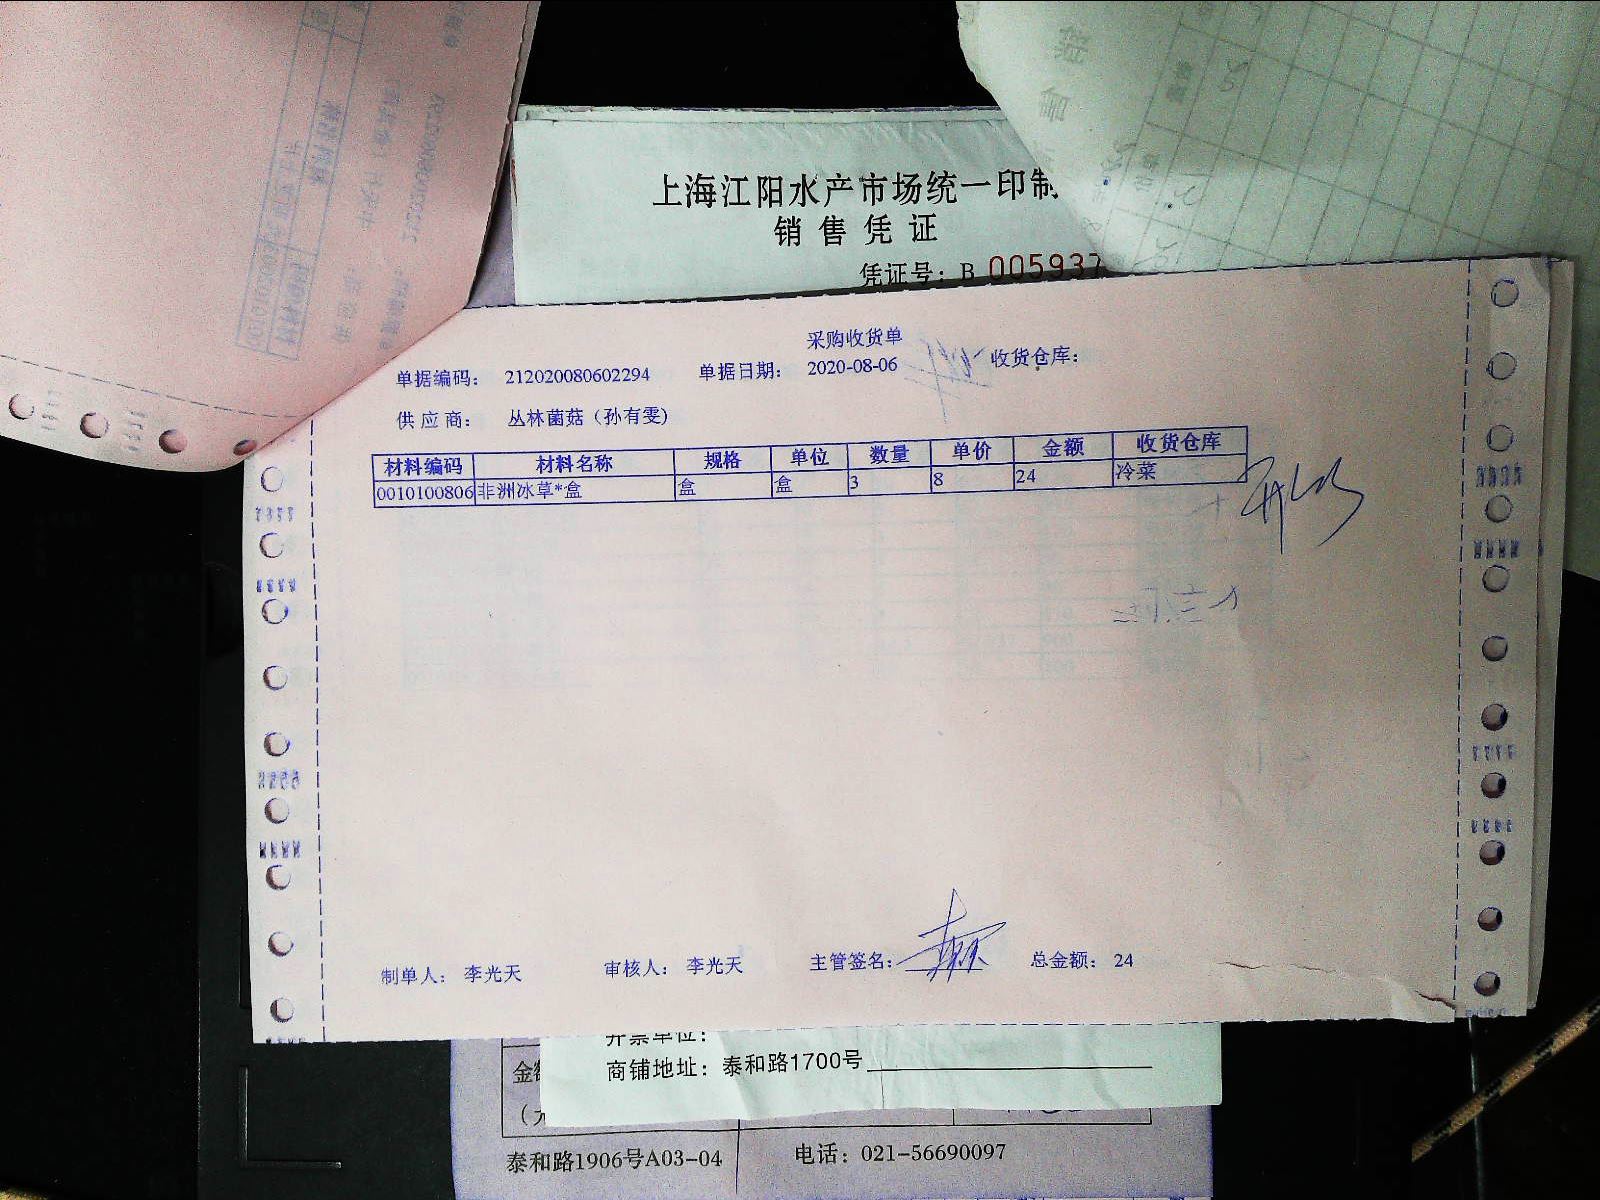 上海江阳水产市场统一印制
销售凭证
凭证号：B 005937
采购收货单
单据编码： 212020080602294 单据日期： 2020-08-06 收货仓库：
供应商： 丛林菌菇（孙有雯）
材料编码 材料名称 规格 单位 数量 单价 金额 收货仓库
0010100806 非洲冰草*盒 盒 盒 3 8 24 冷菜
制单人： 李光天 审核人： 李光天 主管签名： 总金额： 24
开票单位：
商铺地址：泰和路1700号
泰和路1906号A03-04 电话：021-56690097